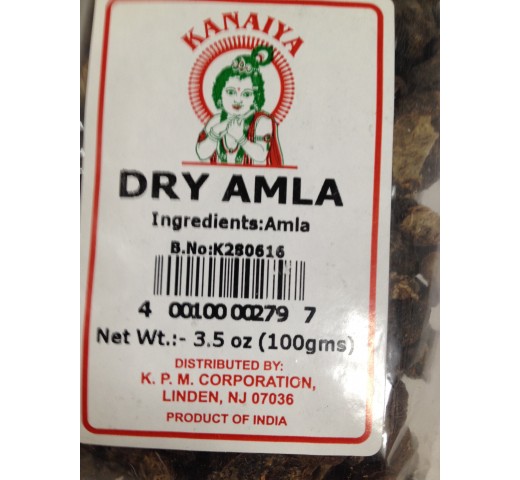 KANAIYA
DRY AMLA
Ingredients:Amla
B.No:K280616
4 00100 00279 7
Net Wt.:- 3.5 oz (100gms)
DISTRIBUTED BY:
K. P. M. CORPORATION,
LINDEN, NJ 07036
PRODUCT OF INDIA